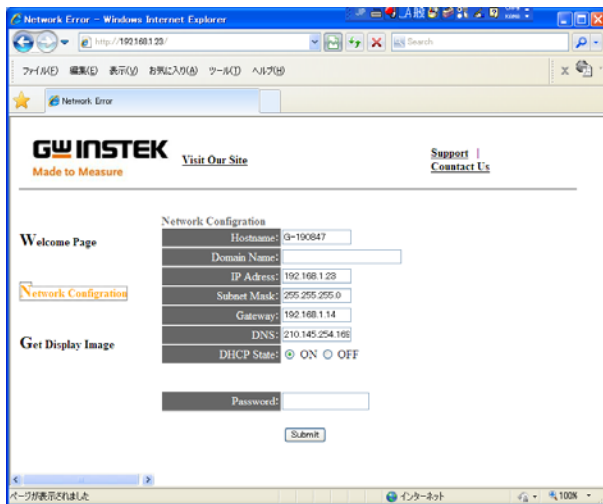 Network Error - Windows Internet Explorer
http://192.168.1.23/
Search
ファイル(F) 編集(E) 表示(V) お気に入り(A) ツール(T) ヘルプ(H)
Network Error
GWINSTEK
Made to Measure
Visit Our Site
Support |
Countact Us
Network Configration
Welcome Page
Hostname: G-190847
Domain Name:
IP Adress: 192.168.1.23
Network Configration
Subnet Mask: 255.255.255.0
Gateway: 192.168.1.14
DNS: 210.145.254.169
Get Display Image
DHCP State: ON OFF
Password:
Submit
ページが表示されました
インターネット
100%